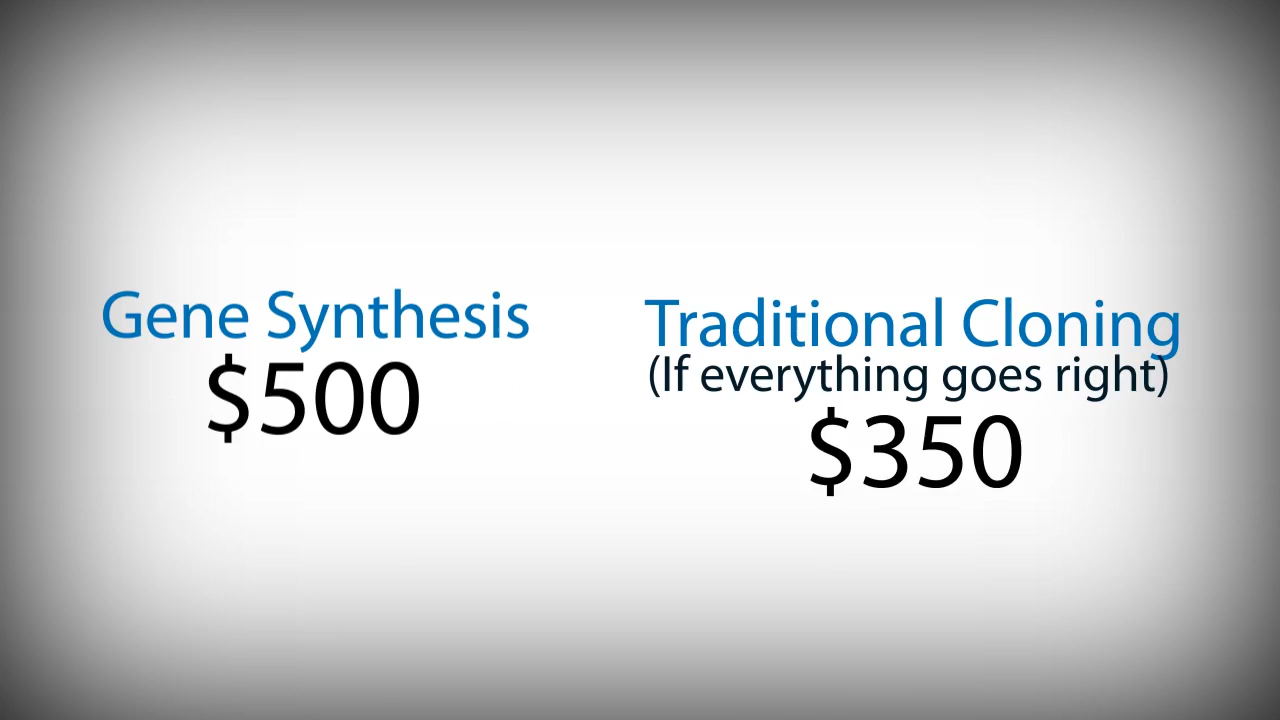 Gene Synthesis
$500
Traditional Cloning
(If everything goes right)
$350